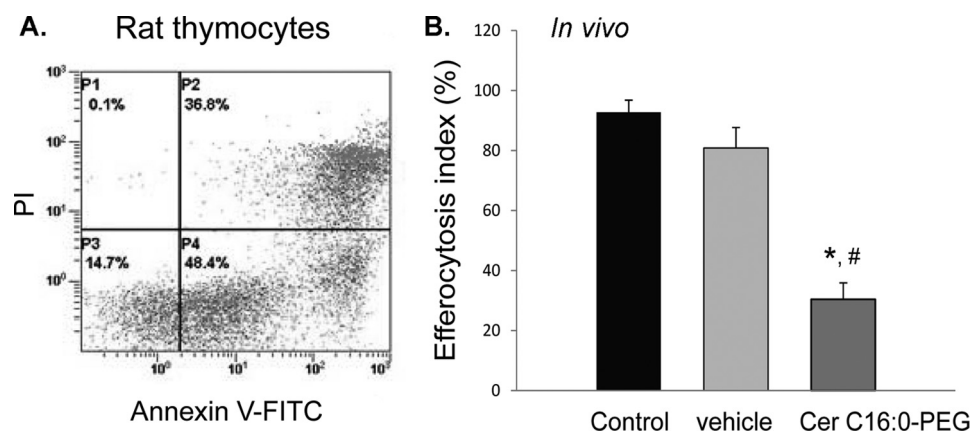 A. Rat thymocytes
10³
P1
0.1%
P2
36.8%
10²
10¹
P3
14.7%
P4
48.4%
10⁰
PI
10⁰ 10¹ 10² 10³
Annexin V-FITC
B. In vivo
120
100
80
60
40
20
0
Efferocytosis index (%)
*, #
Control vehicle Cer C16:0-PEG